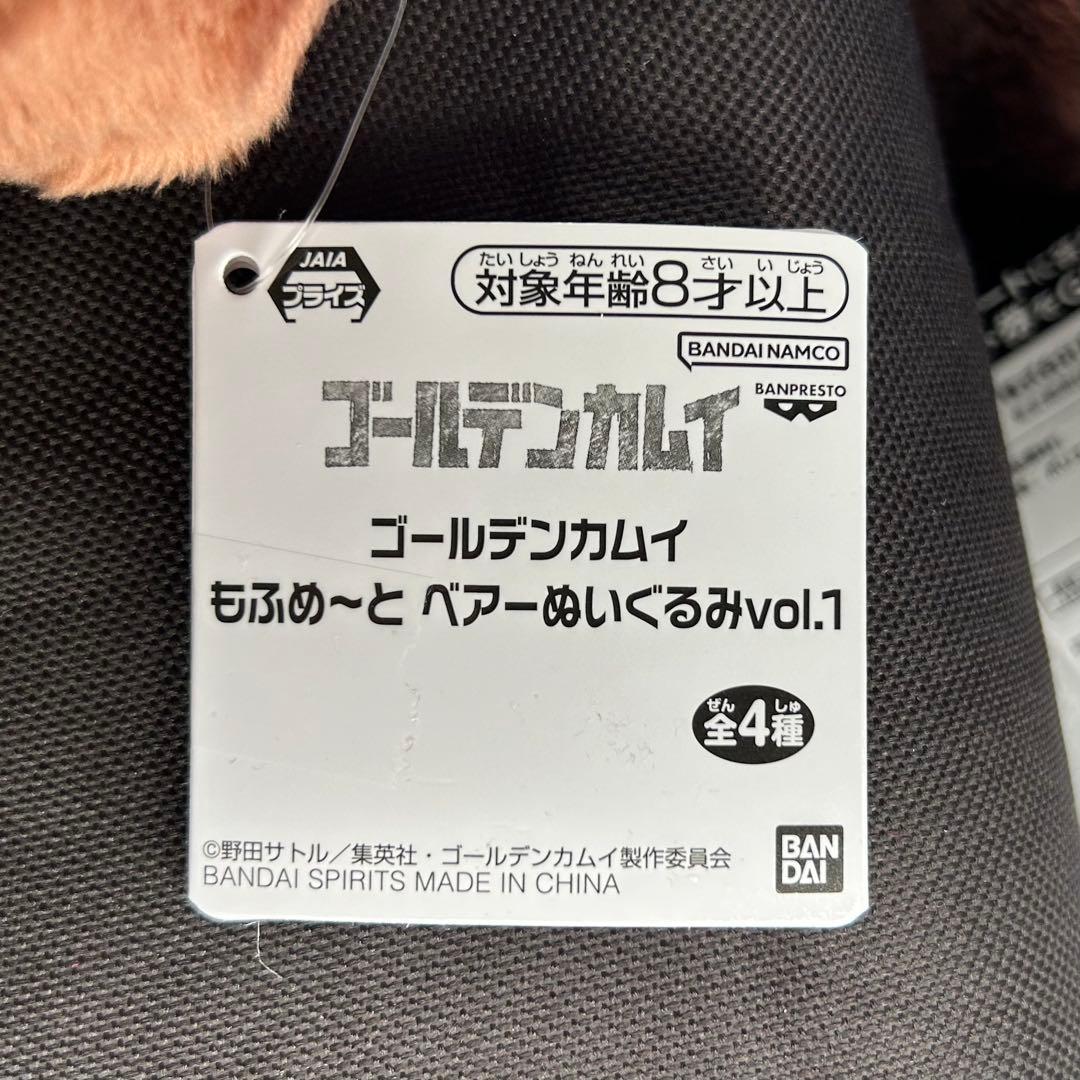 JAIA
プライズ
たいしょう ねんれい さい いじょう
対象年齢8才以上
BANDAI NAMCO
BANPRESTO
ゴールデンカムイ
ゴールデンカムイ
もふめ〜と ベアーぬいぐるみvol.1
ぜん しゅ
全4種
©野田サトル／集英社・ゴールデンカムイ製作委員会
BANDAI SPIRITS MADE IN CHINA
BAN
DAI